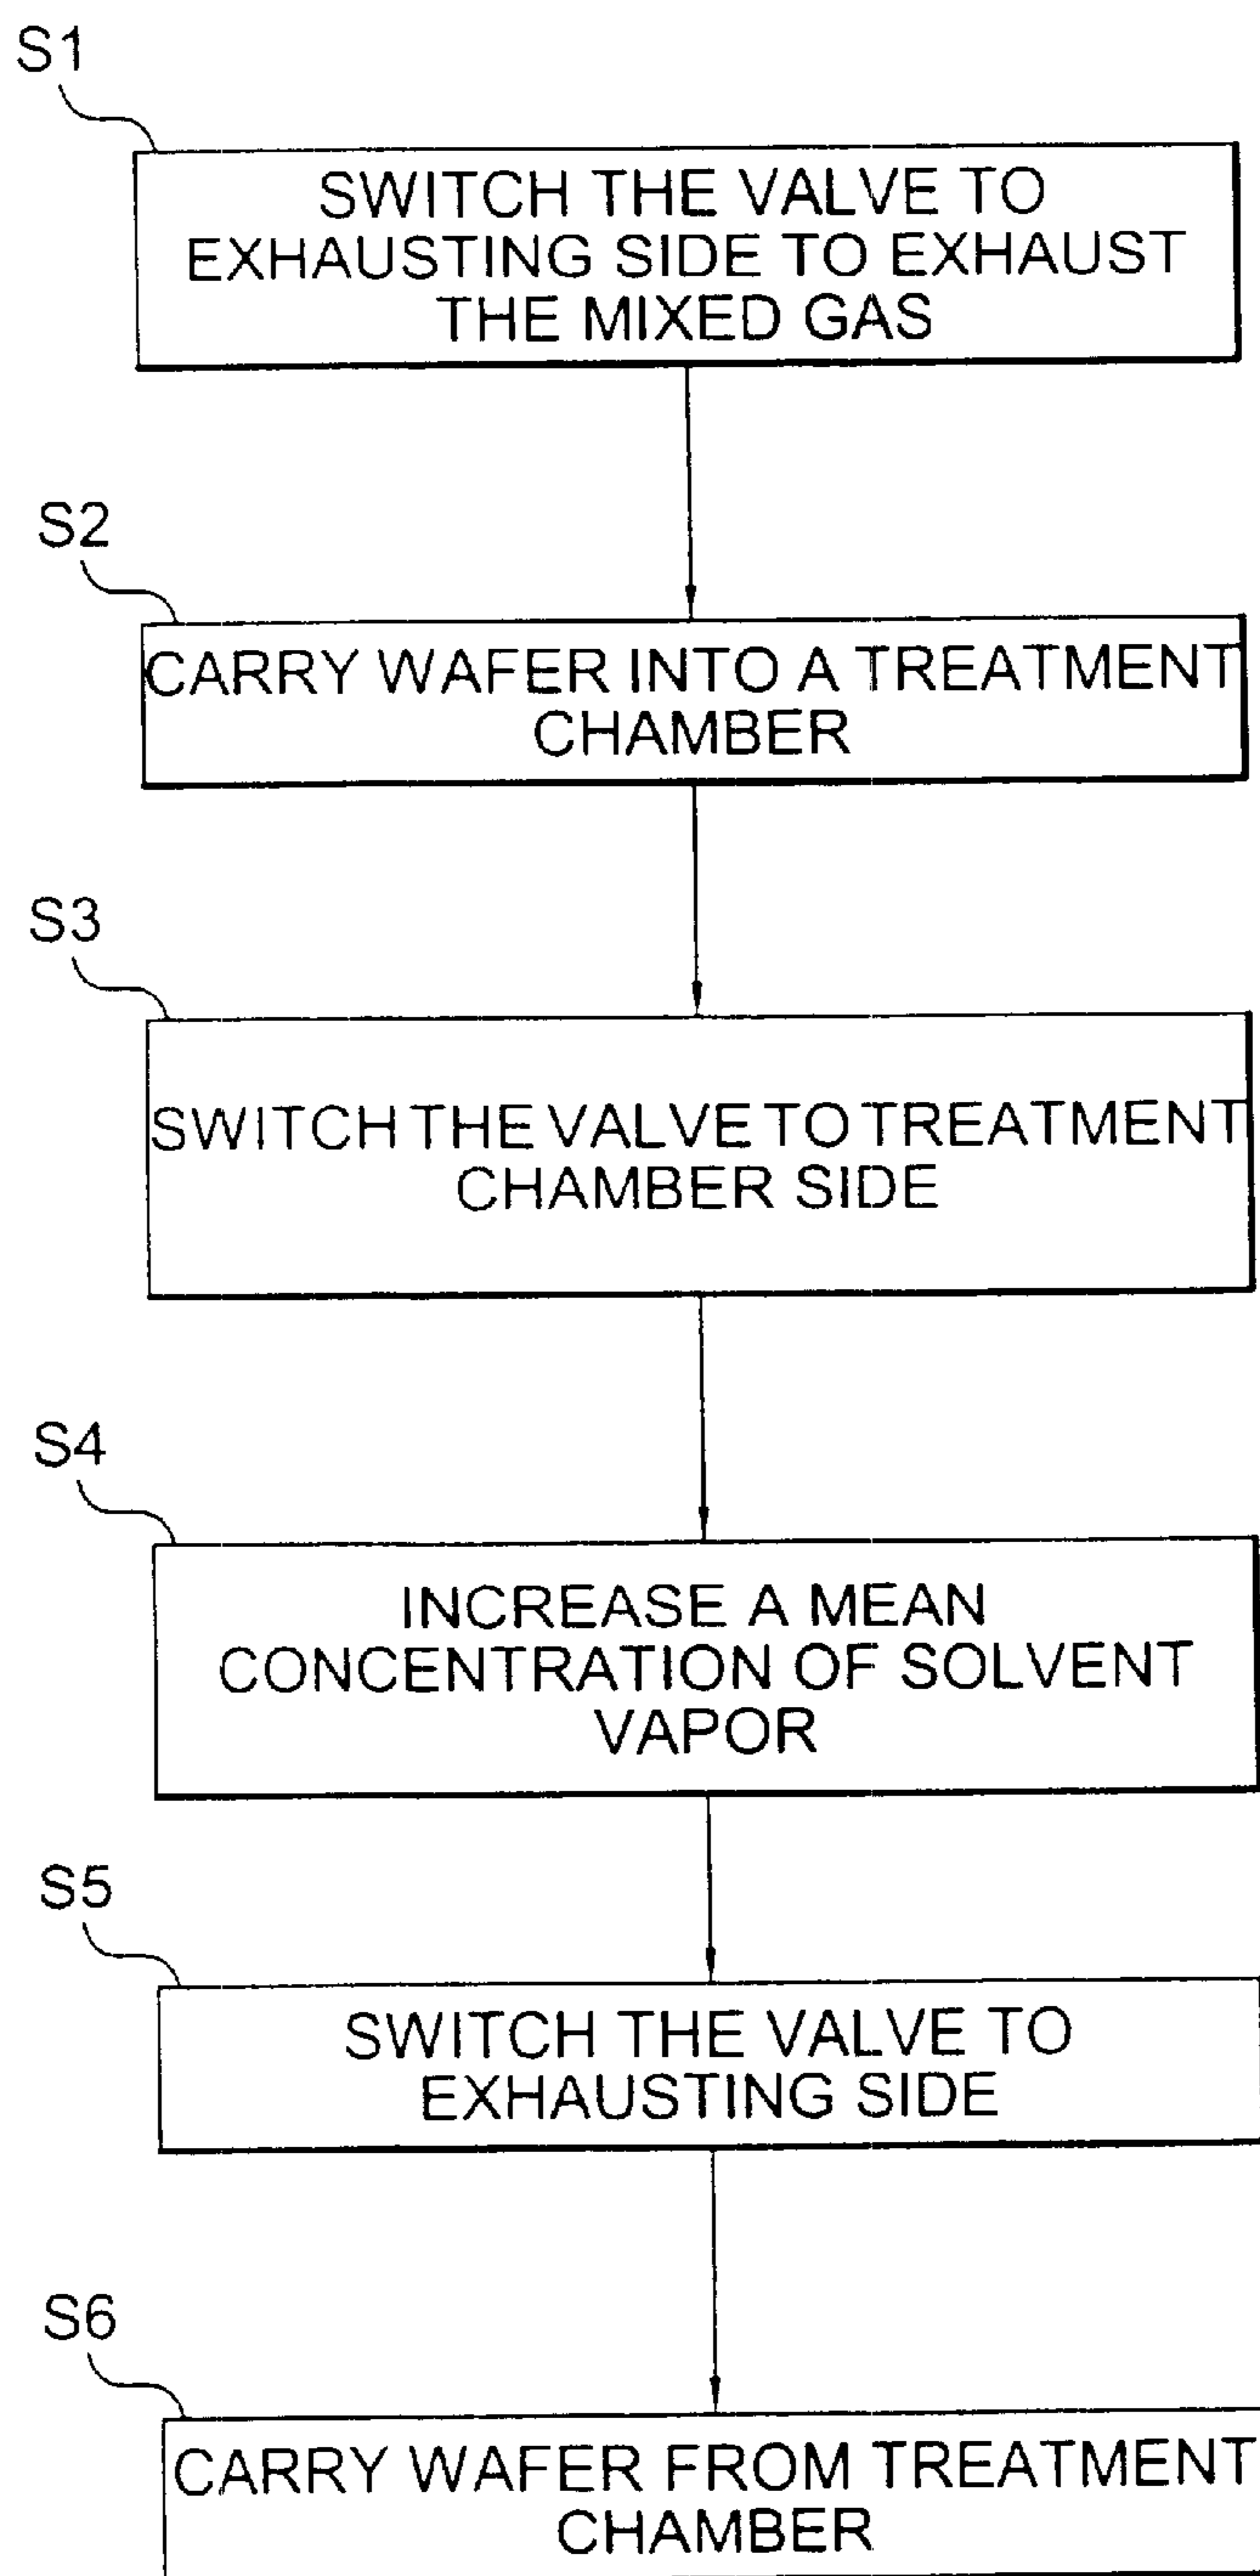 S1
SWITCH THE VALVE TO
EXHAUSTING SIDE TO EXHAUST
THE MIXED GAS
S2
CARRY WAFER INTO A TREATMENT
CHAMBER
S3
SWITCH THE VALVE TO TREATMENT
CHAMBER SIDE
S4
INCREASE A MEAN
CONCENTRATION OF SOLVENT
VAPOR
S5
SWITCH THE VALVE TO
EXHAUSTING SIDE
S6
CARRY WAFER FROM TREATMENT
CHAMBER